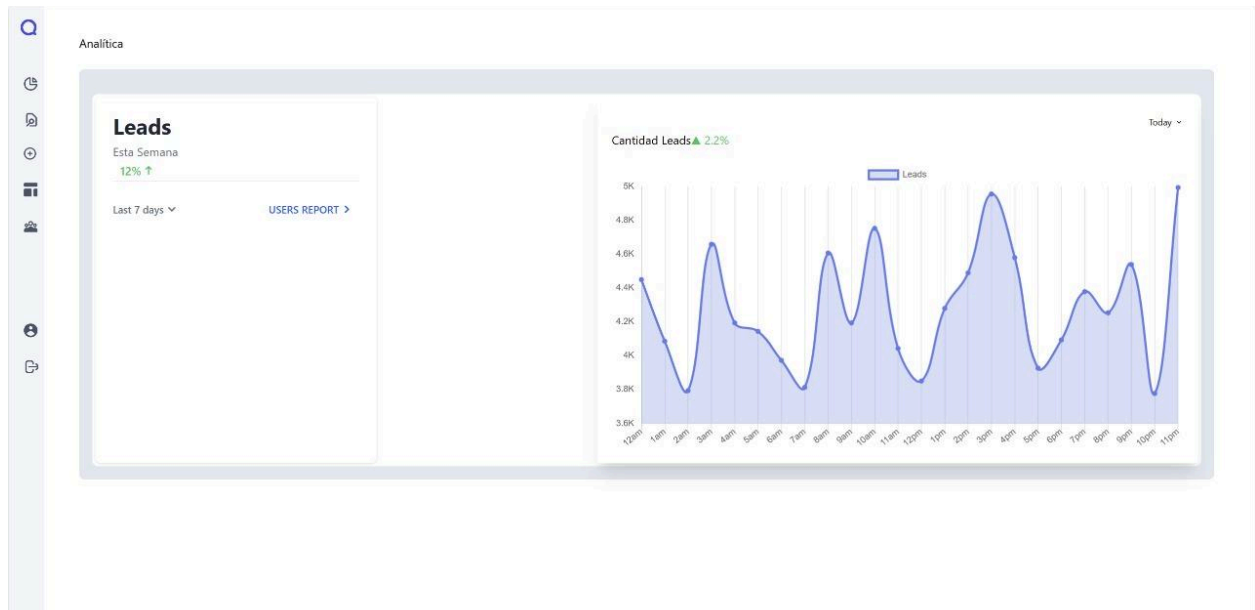 Analítica
Leads
Esta Semana
12% ↑
Last 7 days
USERS REPORT
Today
Cantidad Leads▲ 2.2%
Leads
5K
4.8K
4.6K
4.4K
4.2K
4K
3.8K
3.6K
12am 1am 2am 3am 4am 5am 6am 7am 8am 9am 10am 11am 12pm 1pm 2pm 3pm 4pm 5pm 6pm 7pm 8pm 9pm 10pm 11pm